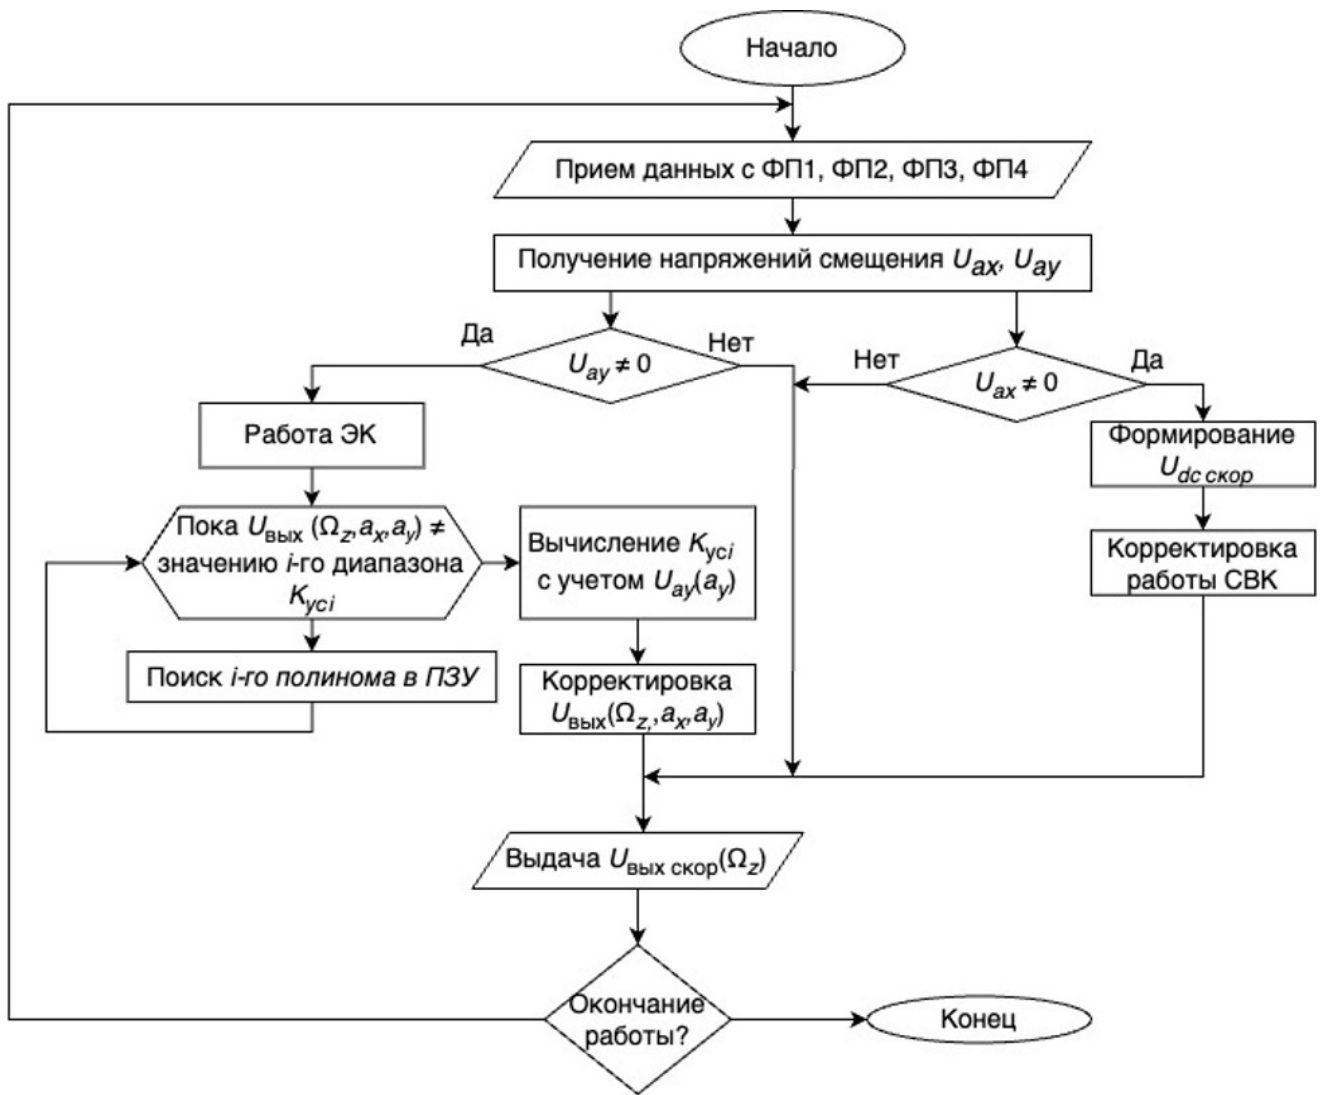 Начало
Прием данных с ФП1, ФП2, ФП3, ФП4
Получение напряжений смещения Uax, Uay
Да
Uay ≠ 0
Нет
Нет
Uax ≠ 0
Да
Работа ЭК
Формирование
Udc скор
Пока Uвых (Ωz,ax,ay) ≠
значению i-го диапазона
Kусi
Вычисление Kусi
с учетом Uay(ay)
Корректировка
работы СВК
Поиск i-го полинома в ПЗУ
Корректировка
Uвых(Ωz,,ax,ay)
Выдача Uвых скор(Ωz)
Окончание
работы?
Конец